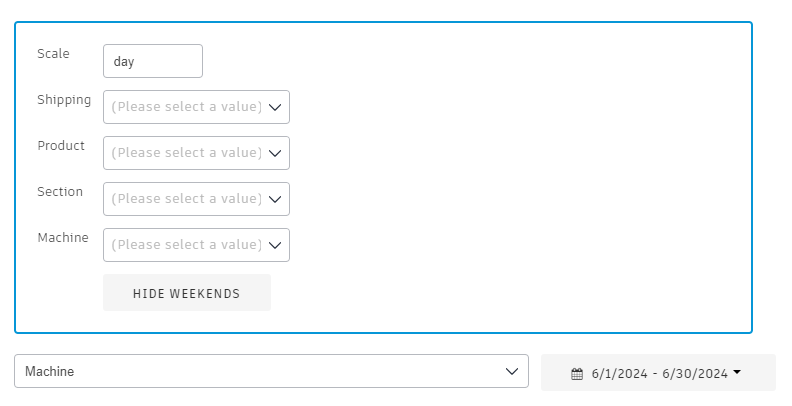 Scale day
Shipping (Please select a value)
Product (Please select a value)
Section (Please select a value)
Machine (Please select a value)
HIDE WEEKENDS
Machine 6/1/2024 - 6/30/2024